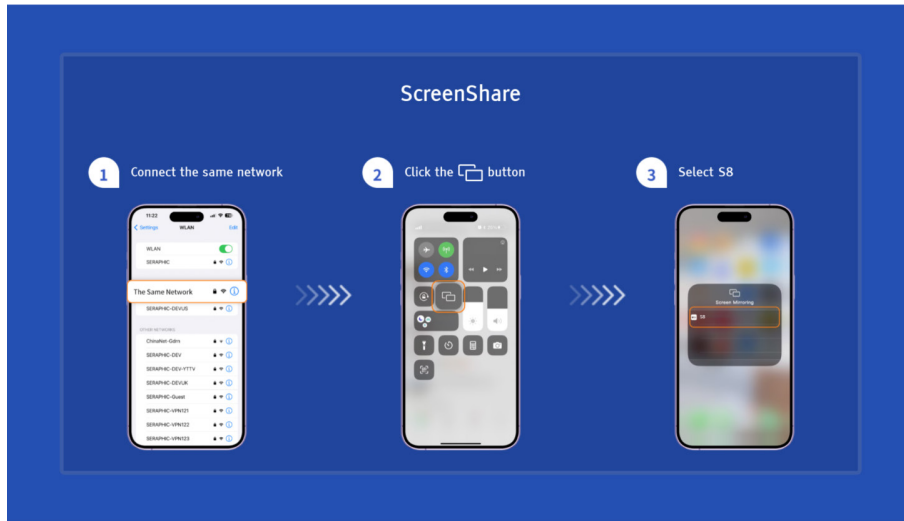 ScreenShare
1 Connect the same network
2 Click the button
3 Select S8
11:22
Settings WLAN Edit
WLAN
SERAPHIC
The Same Network
SERAPHIC-DEVUS
OTHER NETWORKS
ChinaNet-Gdrn
SERAPHIC-DEV
SERAPHIC-DEV-YTTV
SERAPHIC-DEVUK
SERAPHIC-Guest
SERAPHIC-VPN121
SERAPHIC-VPN122
SERAPHIC-VPN123
Screen Mirroring
S8